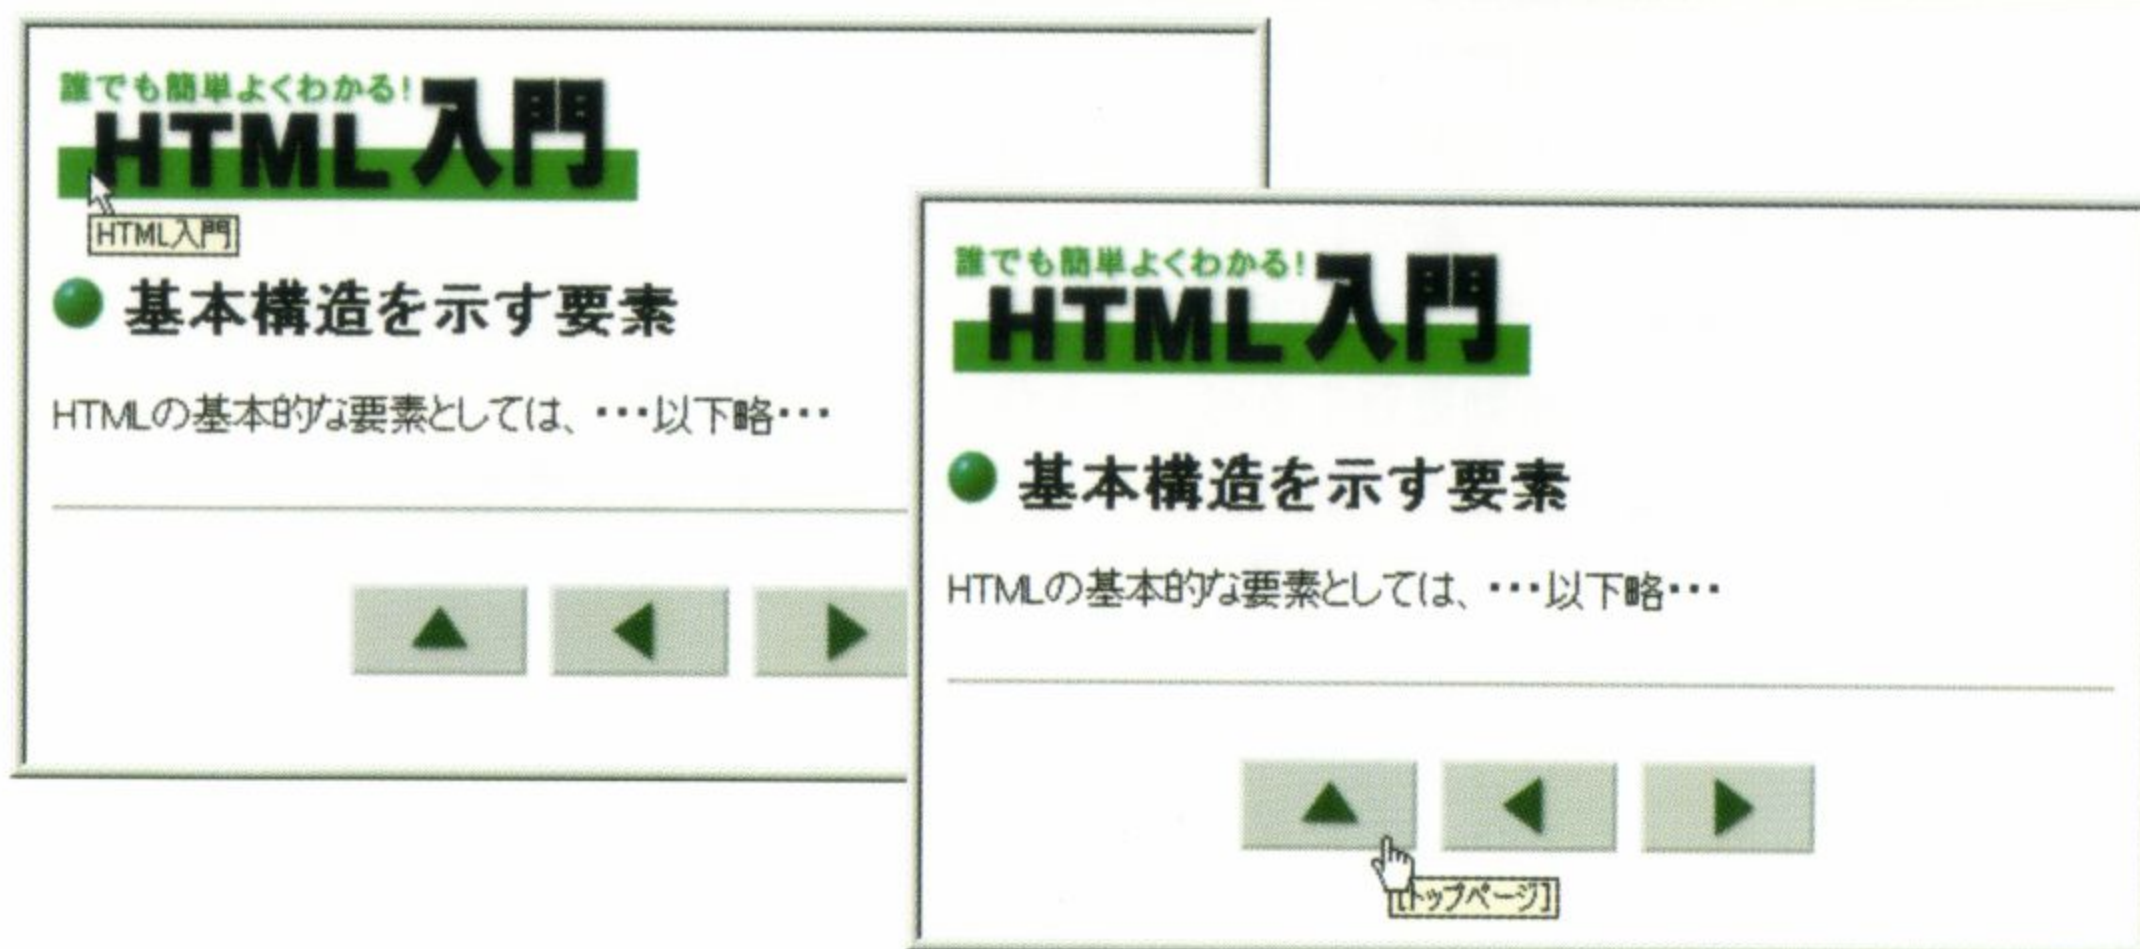 誰でも簡単よくわかる!
HTML入門
HTML入門
基本構造を示す要素
HTMLの基本的な要素としては、・・・以下略・・・
誰でも簡単よくわかる!
HTML入門
基本構造を示す要素
HTMLの基本的な要素としては、・・・以下略・・・
[トップページ]